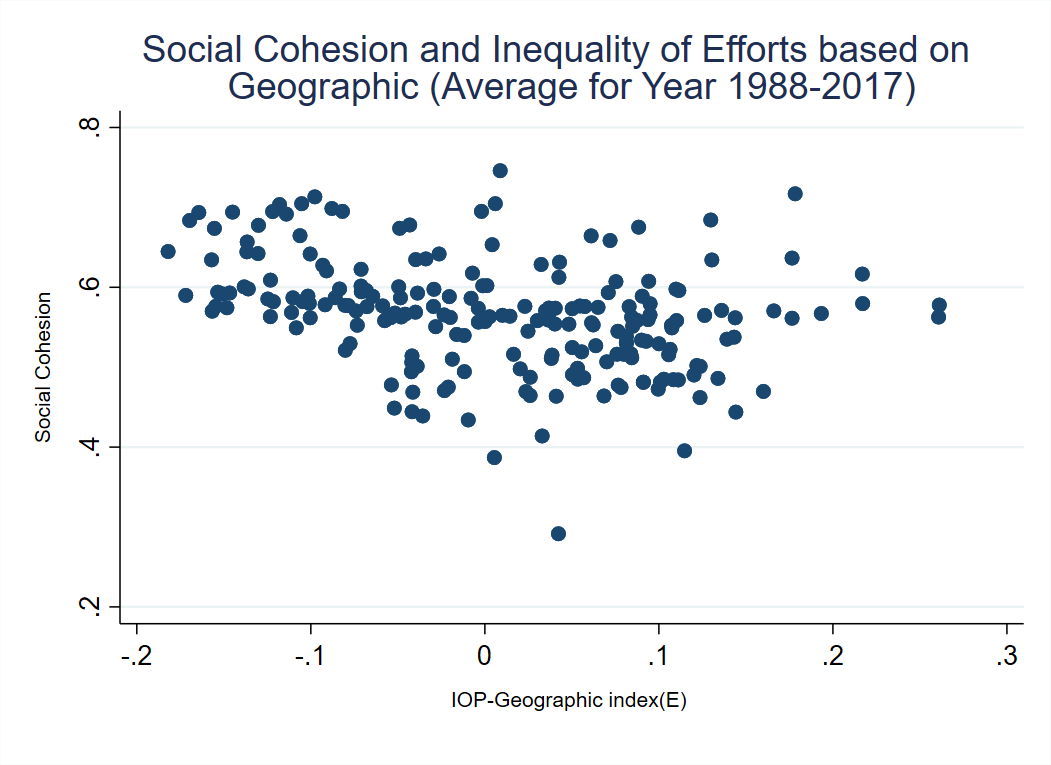 Social Cohesion and Inequality of Efforts based on
Geographic (Average for Year 1988-2017)
.8
.6
.4
.2
Social Cohesion
-.2 -.1 0 .1 .2 .3
IOP-Geographic index(E)